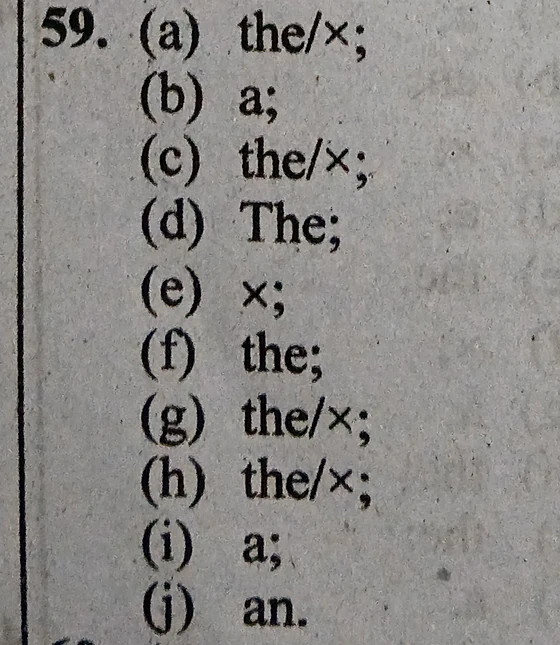 59. (a) the/×;
(b) a;
(c) the/×;
(d) The;
(e) ×;
(f) the;
(g) the/×;
(h) the/×;
(i) a;
(j) an.